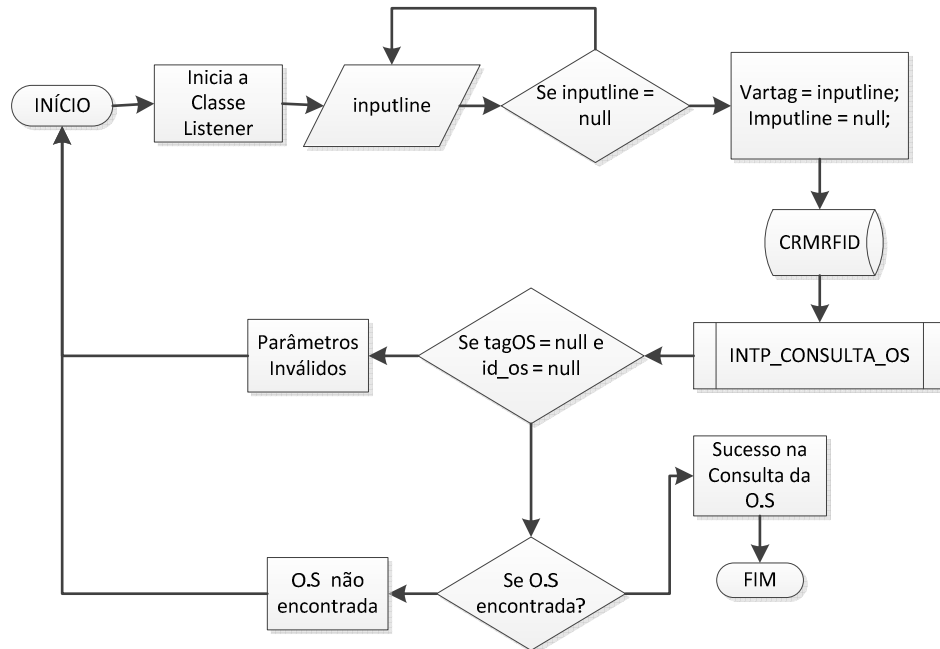 INÍCIO
Inicia a
Classe
Listener
inputline
Se inputline =
null
Vartag = inputline;
Imputline = null;
CRMRFID
INTP_CONSULTA_OS
Se tagOS = null e
id_os = null
Parâmetros
Inválidos
Sucesso na
Consulta da
O.S
FIM
Se O.S
encontrada?
O.S não
encontrada